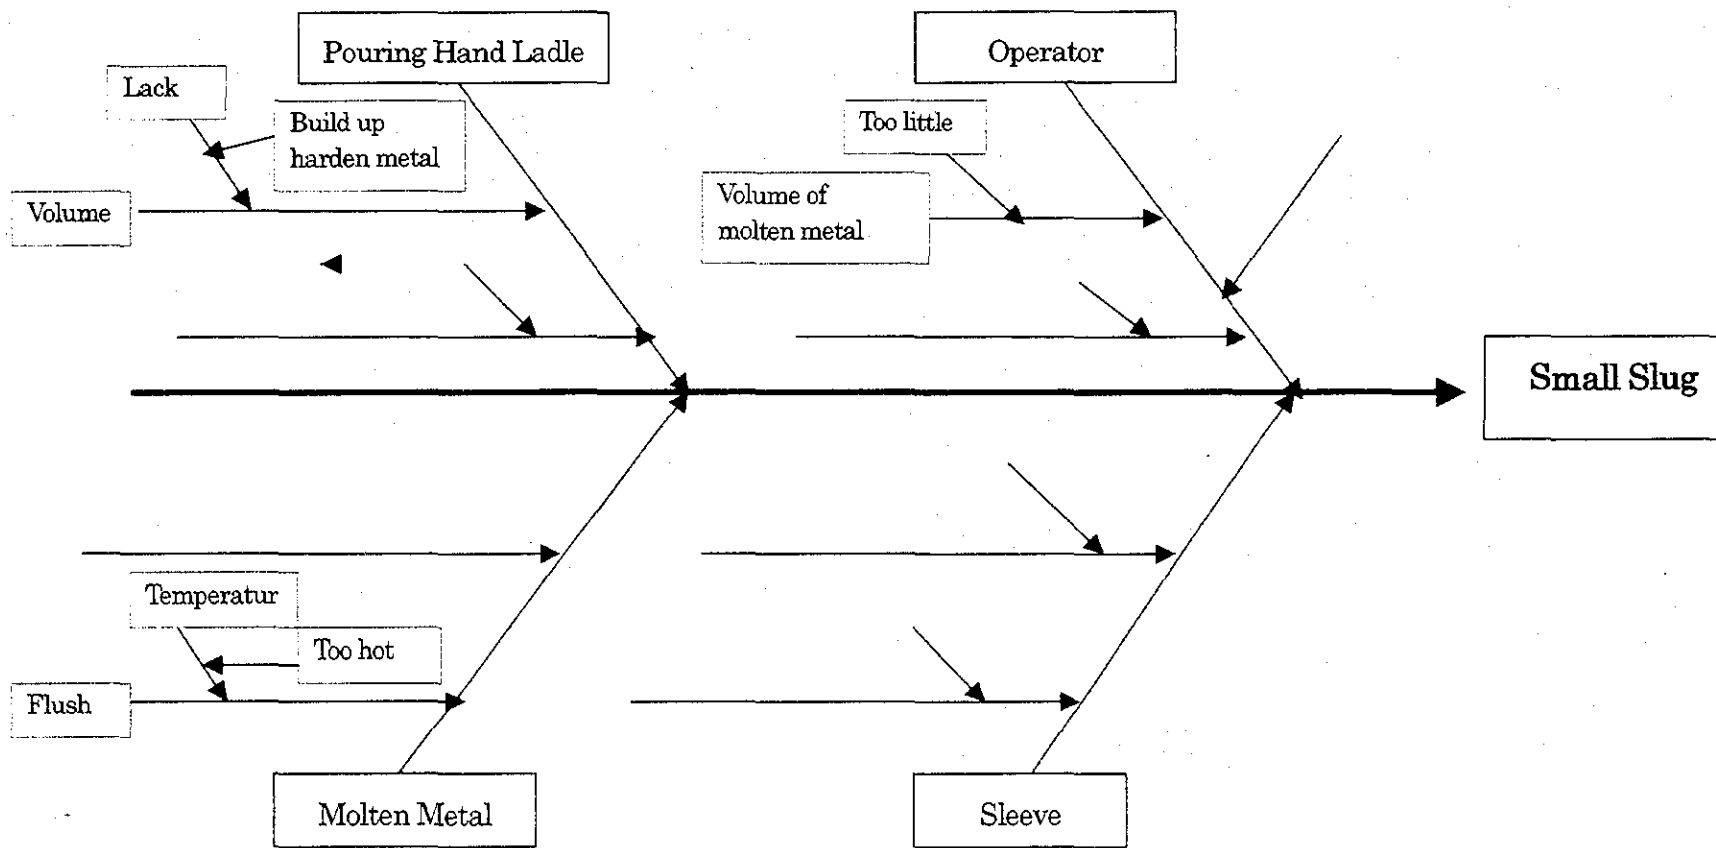 Pouring Hand Ladle
Operator
Lack
Build up
harden metal
Too little
Volume
Volume of
molten metal
Small Slug
Temperatur
Too hot
Flush
Molten Metal
Sleeve